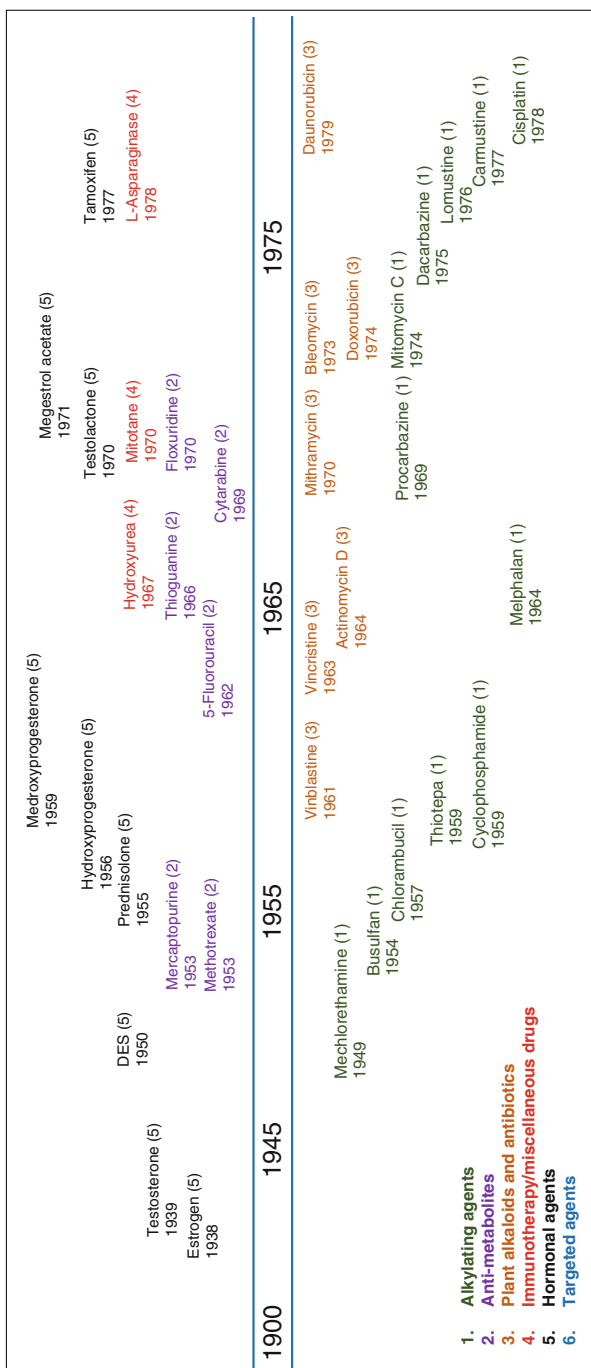 Medroxyprogesterone (5)
1959
Megestrol acetate (5)
1971
Hydroxyprogesterone (5)
1956
Testolactone (5)
1970
Tamoxifen (5)
1977
DES (5)
1950
Prednisolone (5)
1955
Hydroxyurea (4)
1967
Mitotane (4)
1970
L-Asparaginase (4)
1978
Testosterone (5)
1939
Mercaptopurine (2)
1953
Thioguanine (2)
1966
Floxuridine (2)
1970
Estrogen (5)
1938
Methotrexate (2)
1953
5-Fluorouracil (2)
1962
Cytarabine (2)
1969
1900
1945
1955
1965
1975
Vinblastine (3)
1961
Vincristine (3)
1963
Mithramycin (3)
1970
Bleomycin (3)
1973
Daunorubicin (3)
1979
Mechlorethamine (1)
1949
Actinomycin D (3)
1964
Doxorubicin (3)
1974
Busulfan (1)
1954
Chlorambucil (1)
1957
Procarbazine (1)
1969
Mitomycin C (1)
1974
Dacarbazine (1)
1975
Thiotepa (1)
1959
Lomustine (1)
1976
Cyclophosphamide (1)
1959
Carmustine (1)
1977
Melphalan (1)
1964
Cisplatin (1)
1978
1. Alkylating agents
2. Anti-metabolites
3. Plant alkaloids and antibiotics
4. Immunotherapy/miscellaneous drugs
5. Hormonal agents
6. Targeted agents